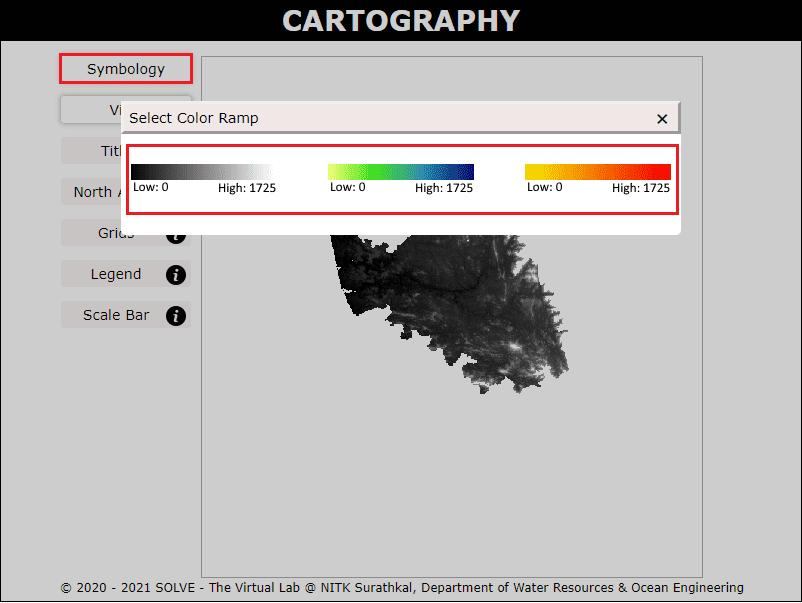 CARTOGRAPHY
Symbology
Vi
Select Color Ramp
Low: 0 High: 1725
Low: 0 High: 1725
Low: 0 High: 1725
Titl
North A
Grids
Legend
Scale Bar
© 2020 - 2021 SOLVE - The Virtual Lab @ NITK Surathkal, Department of Water Resources & Ocean Engineering